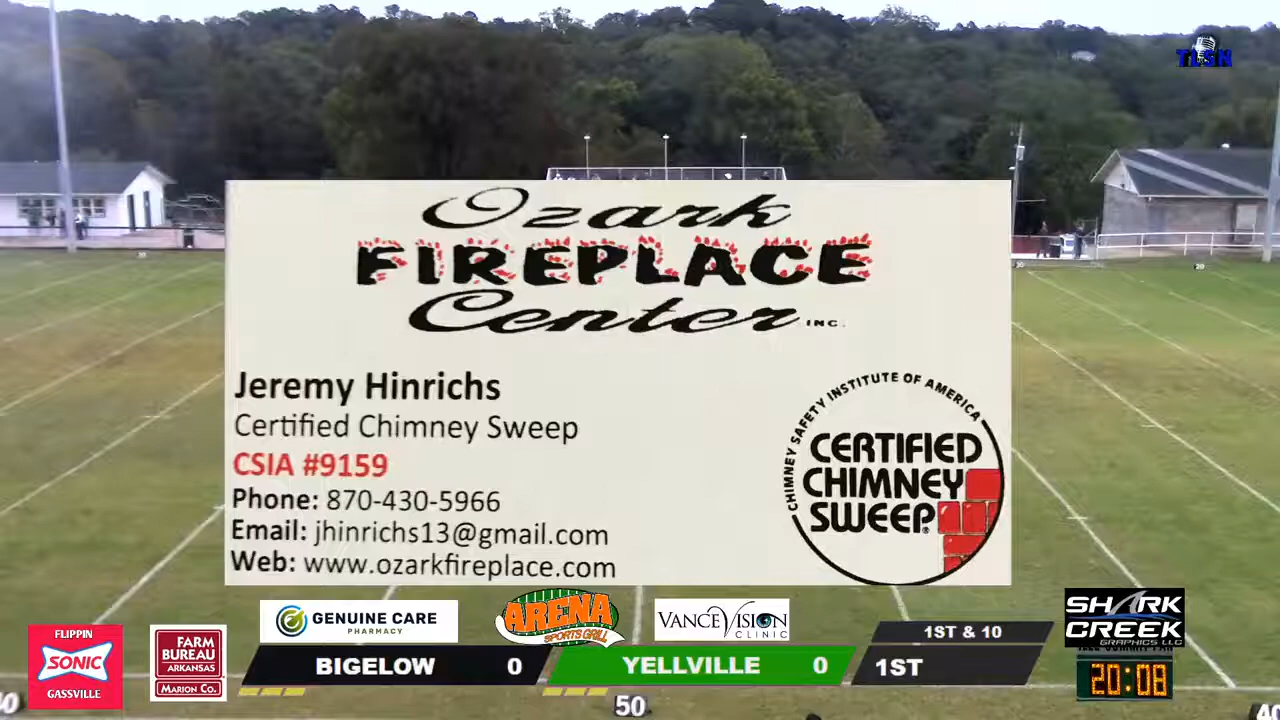 TLSN
Ozark
FIREPLACE
Center INC.
Jeremy Hinrichs
Certified Chimney Sweep
CSIA #9159
Phone: 870-430-5966
Email: jhinrichs13@gmail.com
Web: www.ozarkfireplace.com
CHIMNEY SAFETY INSTITUTE OF AMERICA
CERTIFIED
CHIMNEY
SWEEP
FLIPPIN
SONIC
GASSVILLE
FARM
BUREAU
ARKANSAS
MARION CO.
GENUINE CARE
PHARMACY
ARENA
SPORTS GRILL
VANCE VISION
CLINIC
1ST & 10
SHARK
CREEK
GRAPHICS LLC
BIGELOW 0 YELLVILLE 0 1ST
20:08
50